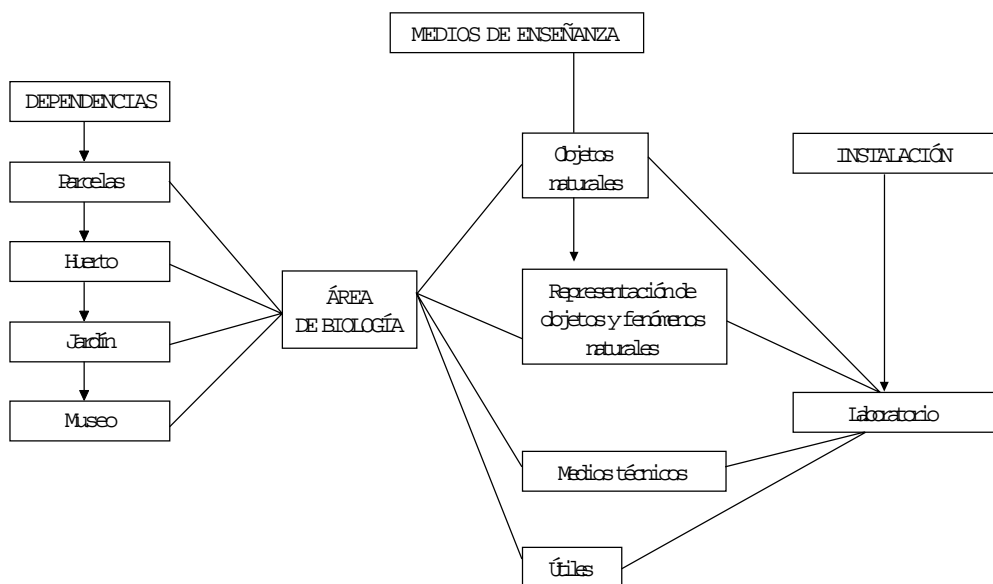 MEDIOS DE ENSEÑANZA
DEPENDENCIAS
Parcelas
Huerto
Jardín
Museo
ÁREA
DE BIOLOGÍA
Objetos
naturales
Representación de
objetos y fenómenos
naturales
Medios técnicos
Útiles
INSTALACIÓN
Laboratorio